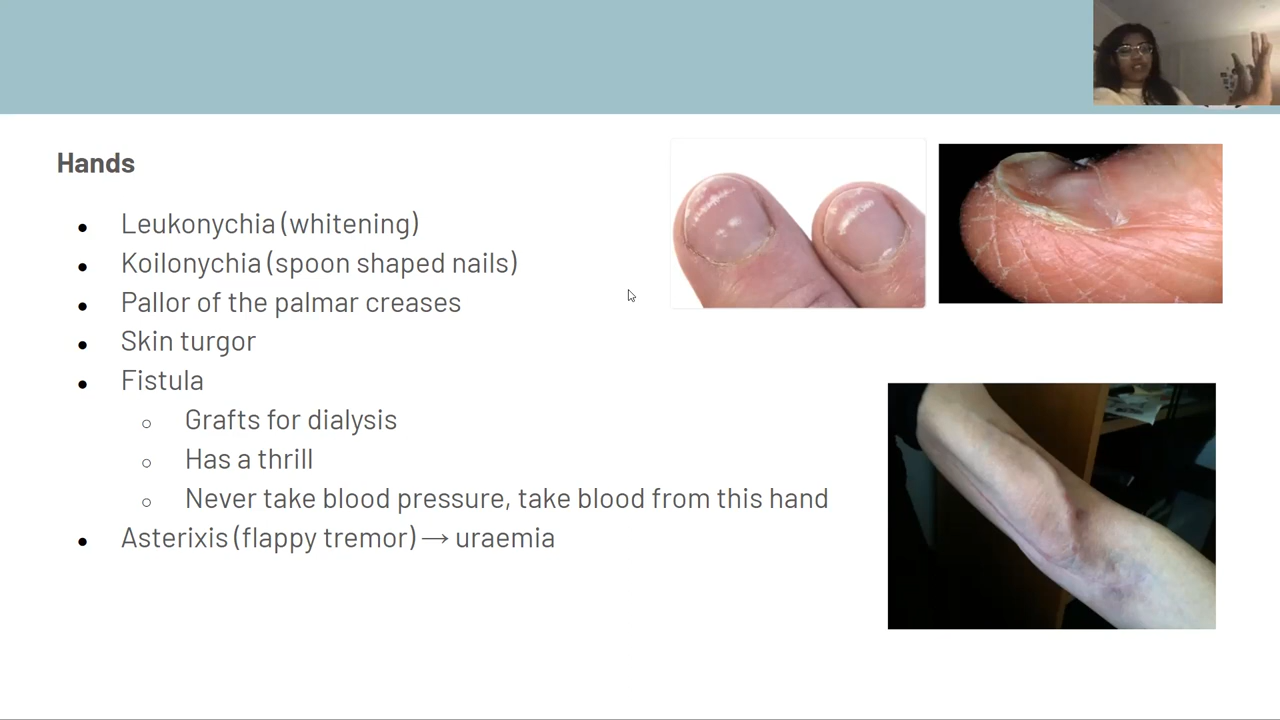 Hands
● Leukonychia (whitening)
● Koilonychia (spoon shaped nails)
● Pallor of the palmar creases
● Skin turgor
● Fistula
○ Grafts for dialysis
○ Has a thrill
○ Never take blood pressure, take blood from this hand
● Asterixis (flappy tremor) → uraemia